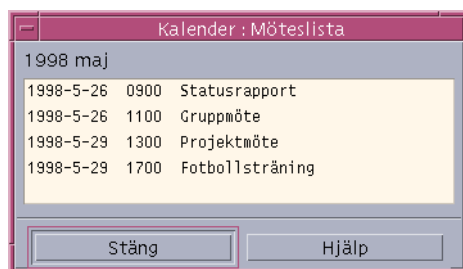 Kalender : Möteslista
1998 maj
1998-5-26 0900 Statusrapport
1998-5-26 1100 Gruppmöte
1998-5-29 1300 Projektmöte
1998-5-29 1700 Fotbollsträning
Stäng Hjälp